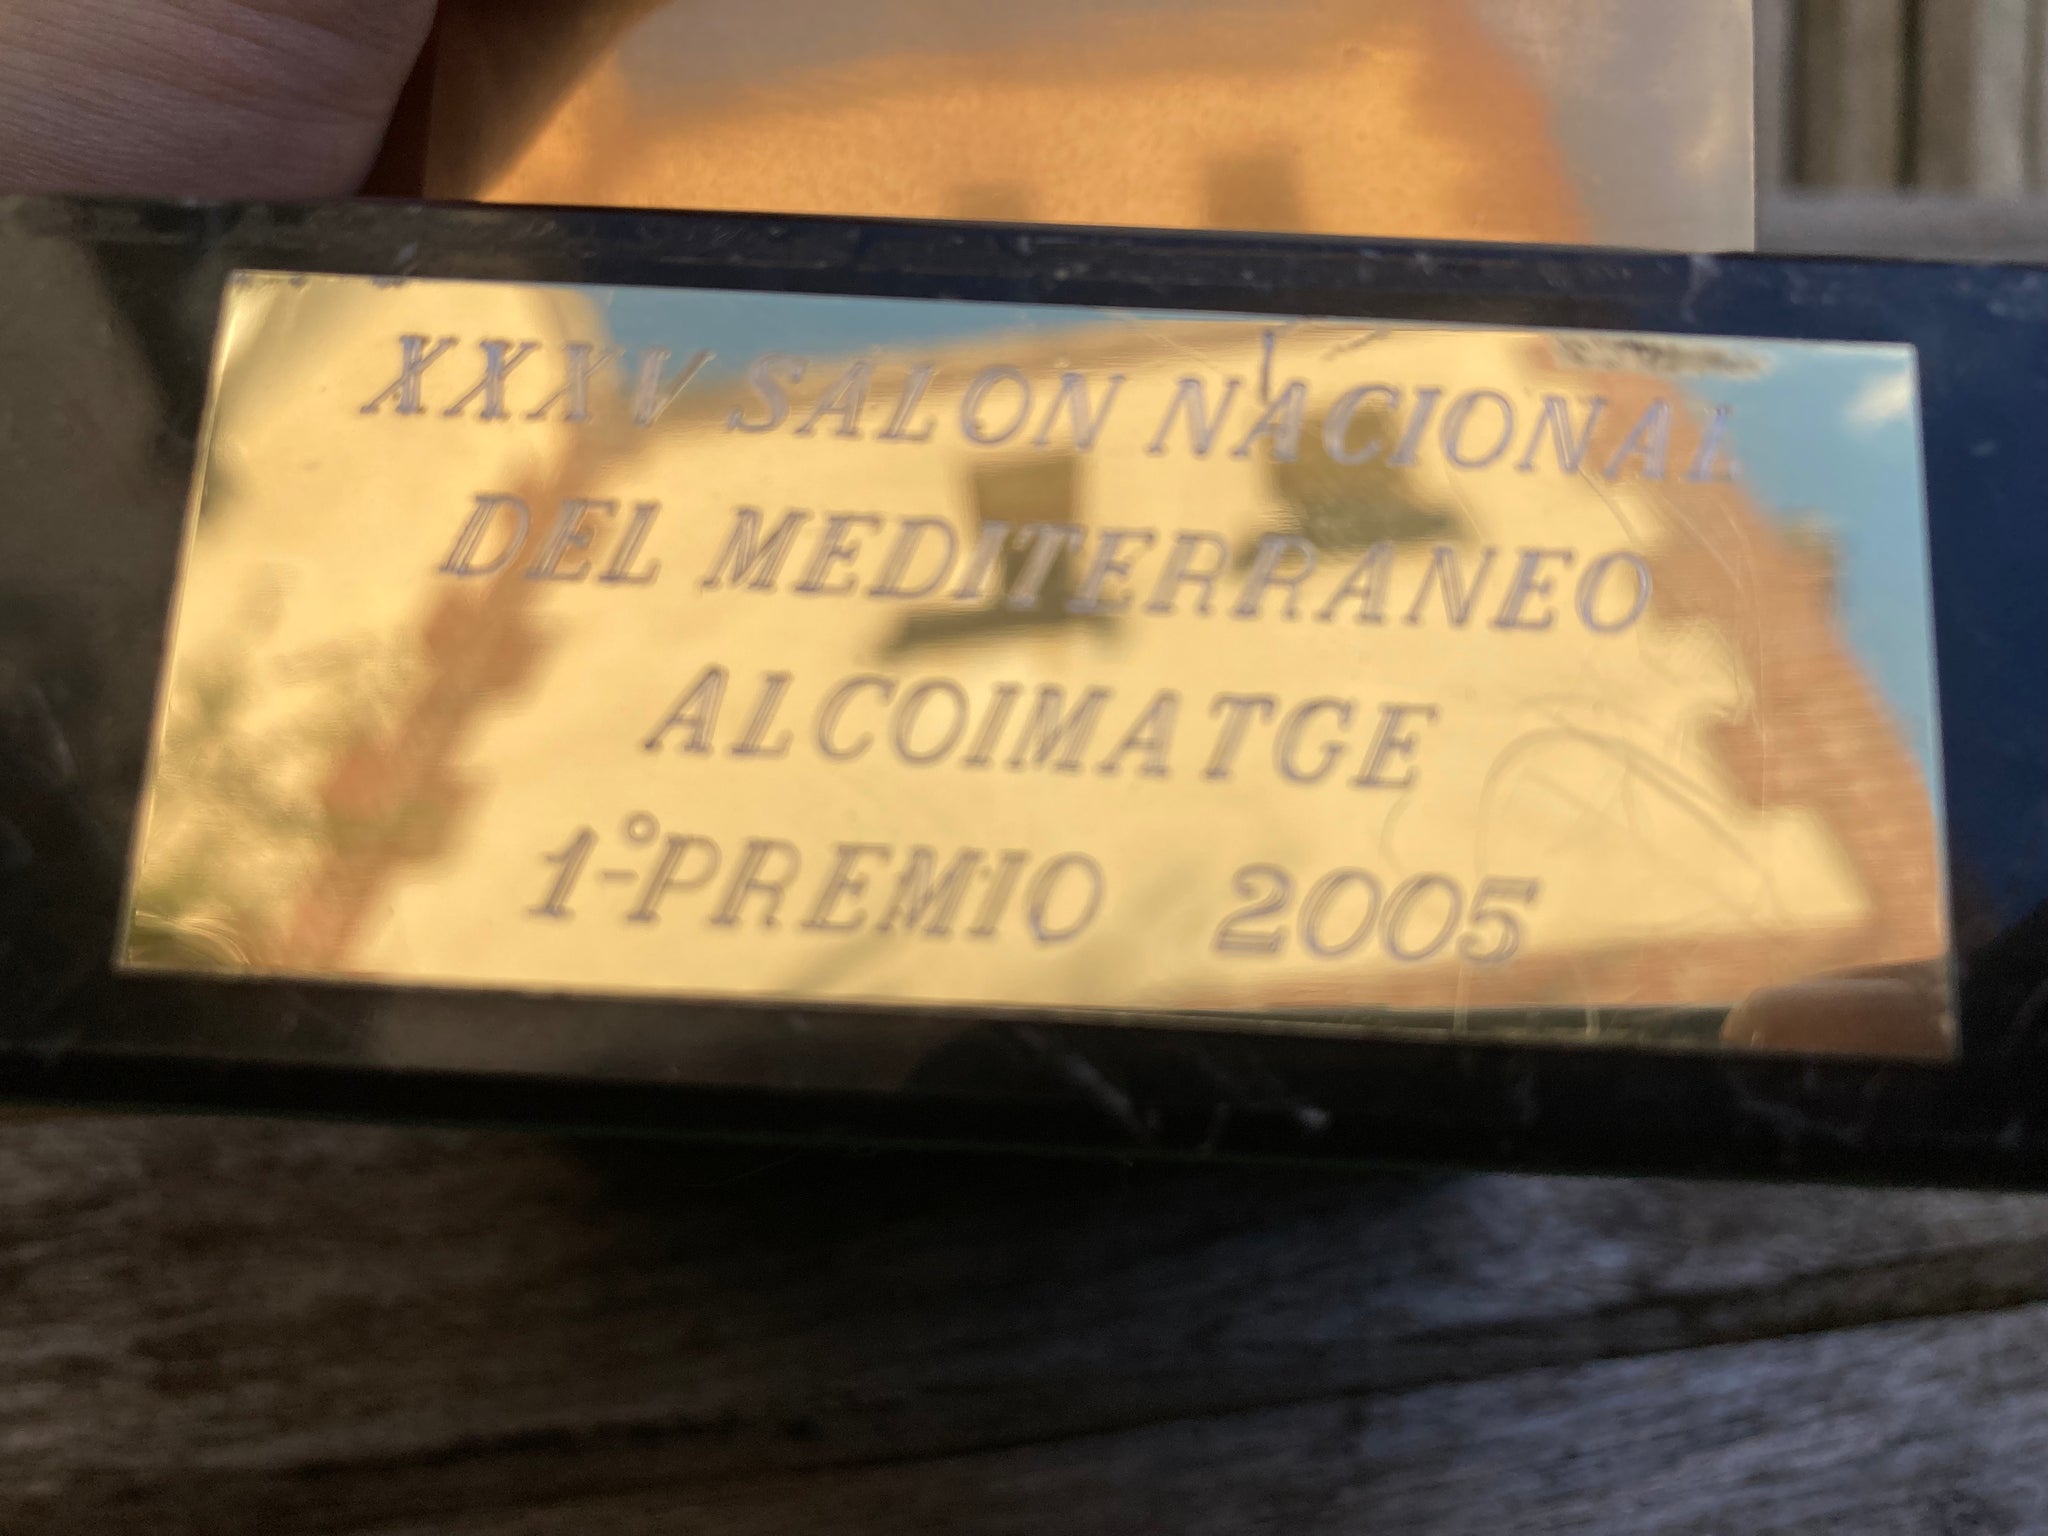 XXXV SALON NACIONAL
DEL MEDITERRANEO
ALCOIMATGE
1-º PREMIO 2005